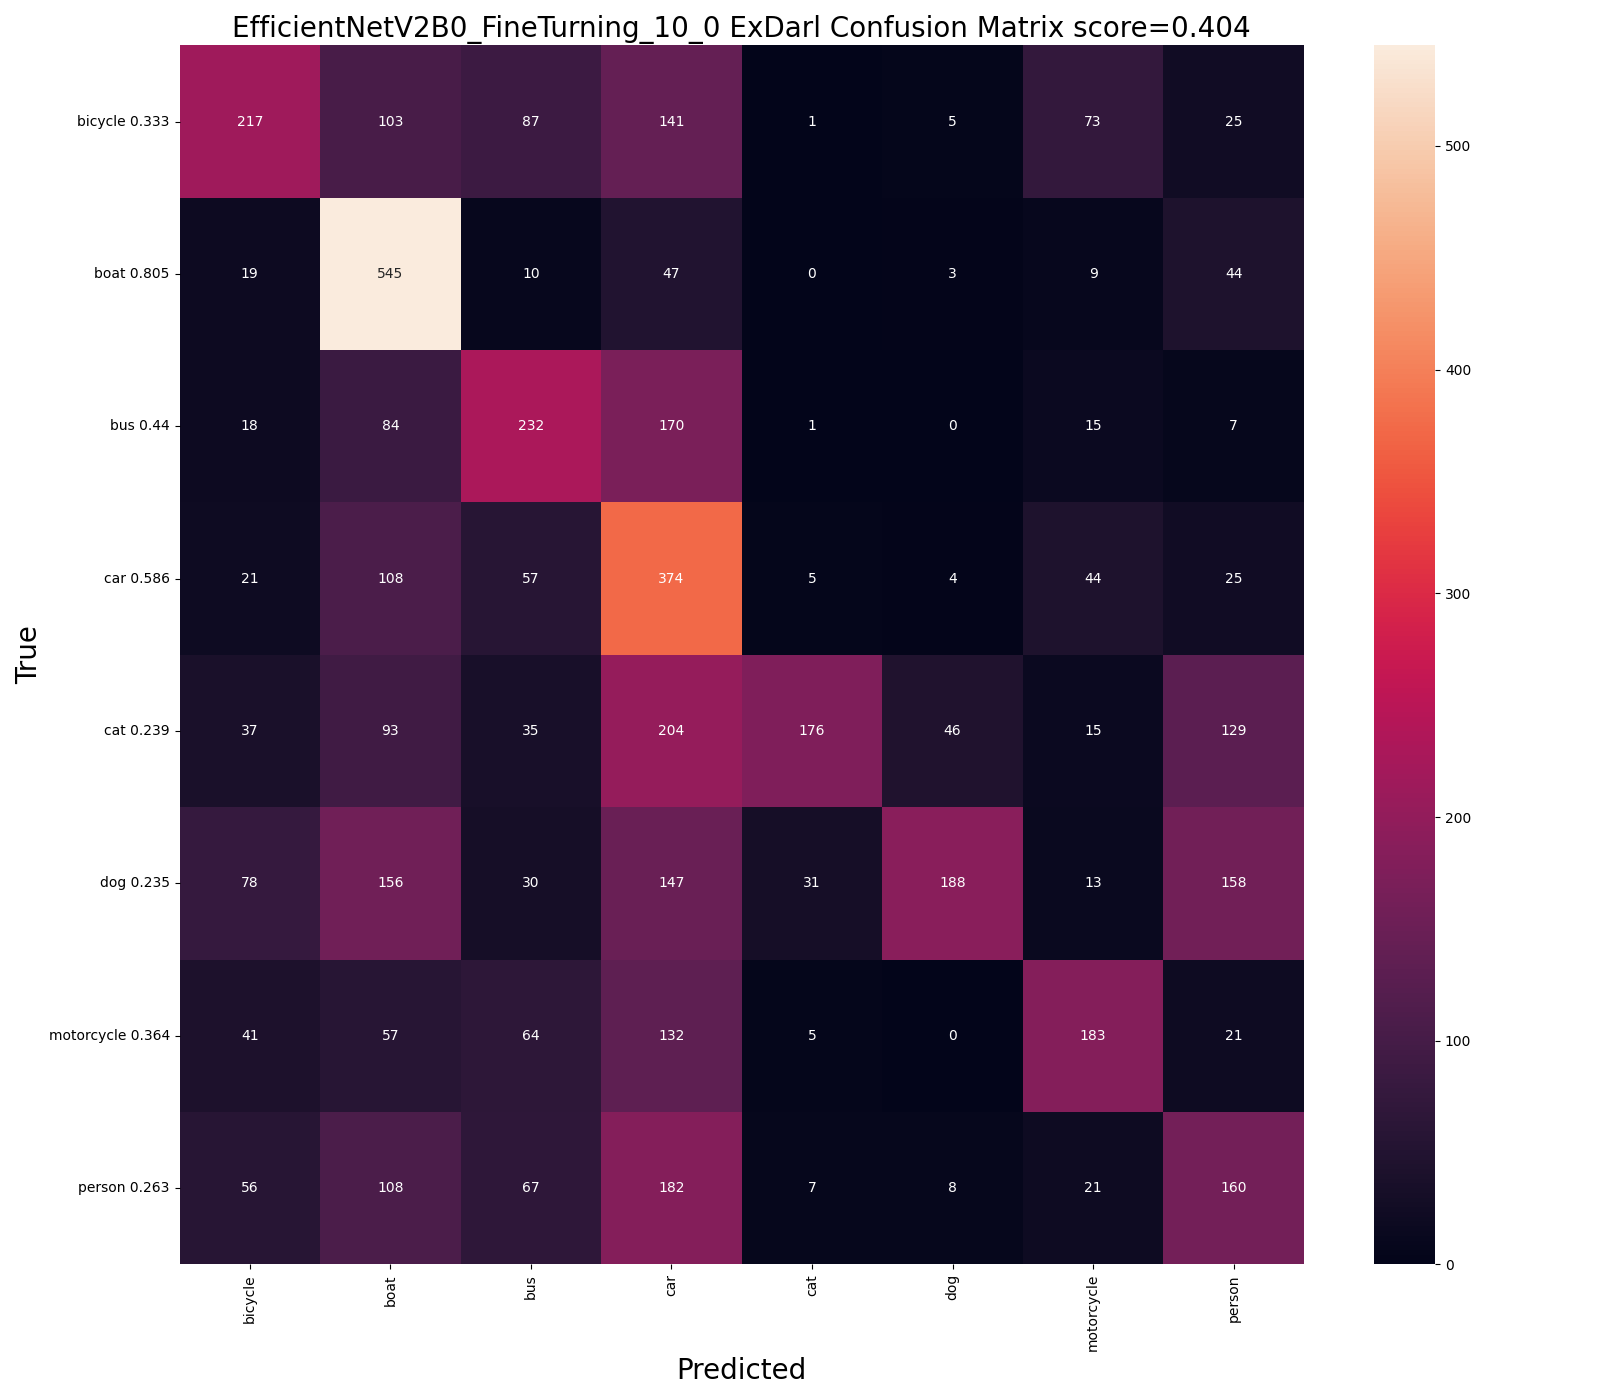 EfficientNetV2B0_FineTurning_10_0 ExDarl Confusion Matrix score=0.404
bicycle 0.333 217 103 87 141 1 5 73 25
boat 0.805 19 545 10 47 0 3 9 44
bus 0.44 18 84 232 170 1 0 15 7
car 0.586 21 108 57 374 5 4 44 25
cat 0.239 37 93 35 204 176 46 15 129
dog 0.235 78 156 30 147 31 188 13 158
motorcycle 0.364 41 57 64 132 5 0 183 21
person 0.263 56 108 67 182 7 8 21 160
True
bicycle boat bus car cat dog motorcycle person
Predicted
500
400
300
200
100
0